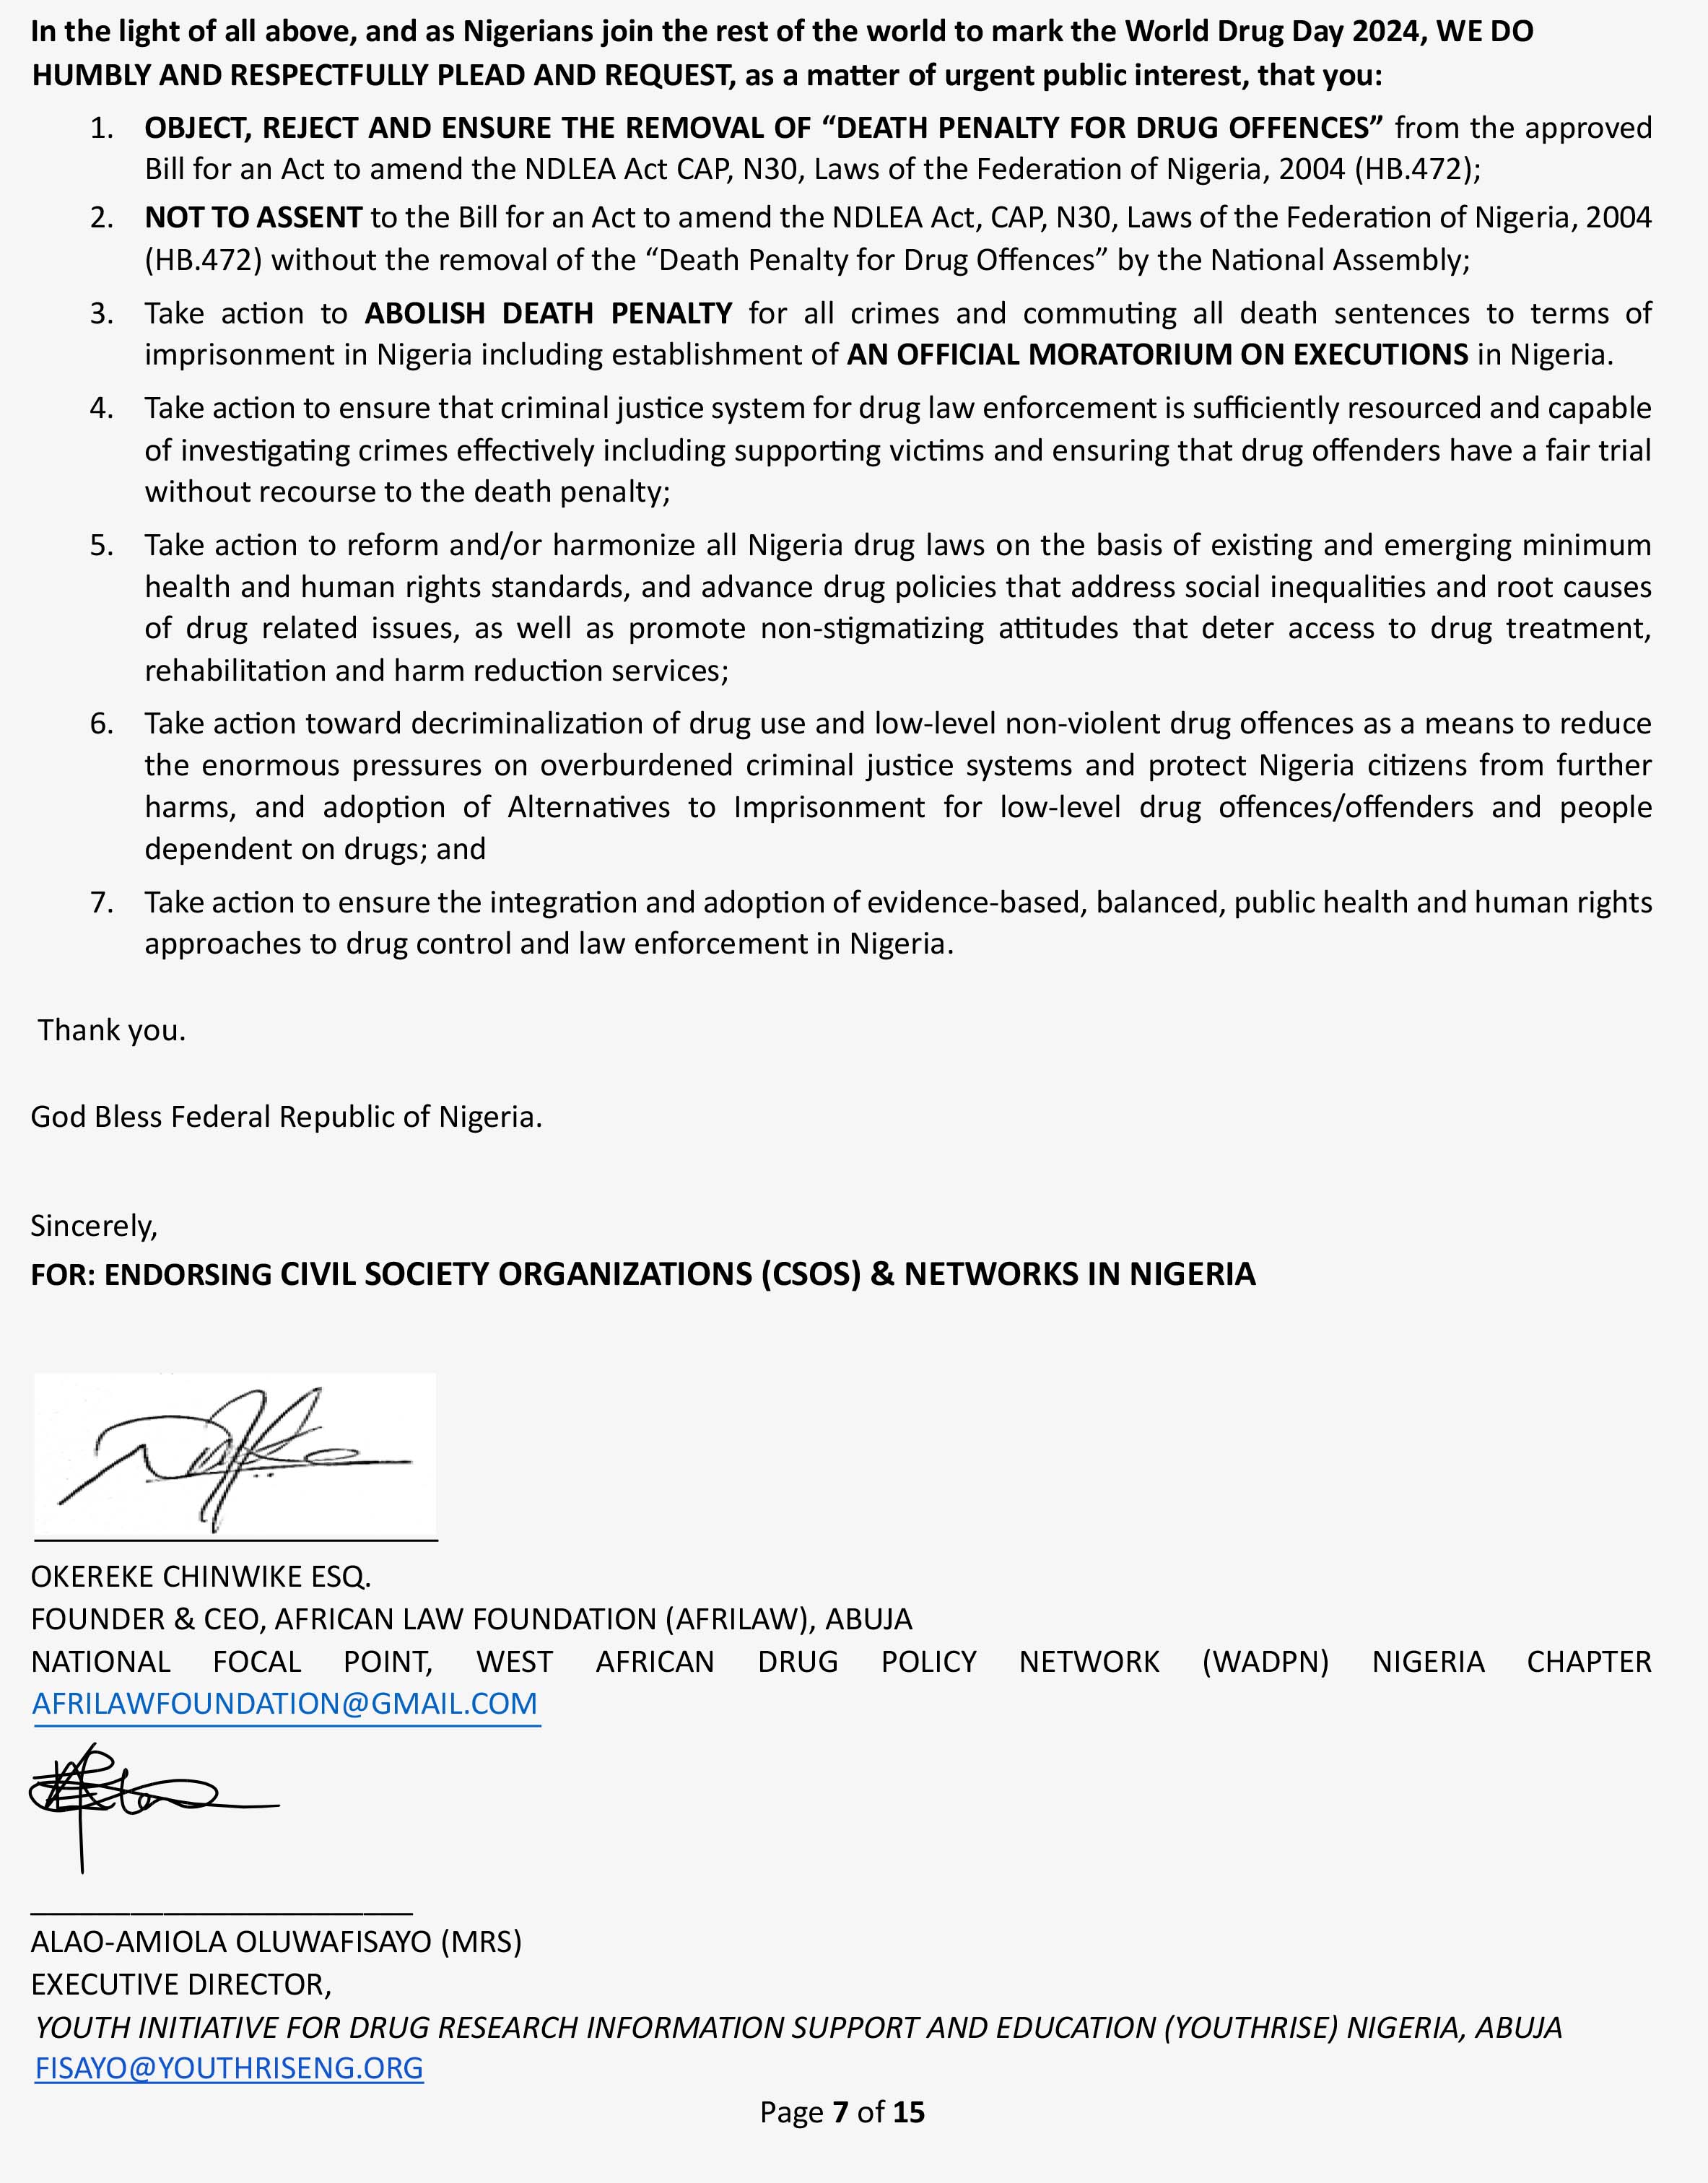 In the light of all above, and as Nigerians join the rest of the world to mark the World Drug Day 2024, WE DO
HUMBLY AND RESPECTFULLY PLEAD AND REQUEST, as a matter of urgent public interest, that you:
1. OBJECT, REJECT AND ENSURE THE REMOVAL OF “DEATH PENALTY FOR DRUG OFFENCES” from the approved
Bill for an Act to amend the NDLEA Act CAP, N30, Laws of the Federation of Nigeria, 2004 (HB.472);
2. NOT TO ASSENT to the Bill for an Act to amend the NDLEA Act, CAP, N30, Laws of the Federation of Nigeria, 2004
(HB.472) without the removal of the “Death Penalty for Drug Offences” by the National Assembly;
3. Take action to ABOLISH DEATH PENALTY for all crimes and commuting all death sentences to terms of
imprisonment in Nigeria including establishment of AN OFFICIAL MORATORIUM ON EXECUTIONS in Nigeria.
4. Take action to ensure that criminal justice system for drug law enforcement is sufficiently resourced and capable
of investigating crimes effectively including supporting victims and ensuring that drug offenders have a fair trial
without recourse to the death penalty;
5. Take action to reform and/or harmonize all Nigeria drug laws on the basis of existing and emerging minimum
health and human rights standards, and advance drug policies that address social inequalities and root causes
of drug related issues, as well as promote non-stigmatizing attitudes that deter access to drug treatment,
rehabilitation and harm reduction services;
6. Take action toward decriminalization of drug use and low-level non-violent drug offences as a means to reduce
the enormous pressures on overburdened criminal justice systems and protect Nigeria citizens from further
harms, and adoption of Alternatives to Imprisonment for low-level drug offences/offenders and people
dependent on drugs; and
7. Take action to ensure the integration and adoption of evidence-based, balanced, public health and human rights
approaches to drug control and law enforcement in Nigeria.
Thank you.
God Bless Federal Republic of Nigeria.
Sincerely,
FOR: ENDORSING CIVIL SOCIETY ORGANIZATIONS (CSOS) & NETWORKS IN NIGERIA
OKEREKE CHINWIKE ESQ.
FOUNDER & CEO, AFRICAN LAW FOUNDATION (AFRILAW), ABUJA
NATIONAL FOCAL POINT, WEST AFRICAN DRUG POLICY NETWORK (WADPN) NIGERIA CHAPTER
AFRILAWFOUNDATION@GMAIL.COM
ALAO-AMIOLA OLUWAFISAYO (MRS)
EXECUTIVE DIRECTOR,
YOUTH INITIATIVE FOR DRUG RESEARCH INFORMATION SUPPORT AND EDUCATION (YOUTHRISE) NIGERIA, ABUJA
FISAYO@YOUTHRISENG.ORG
Page 7 of 15